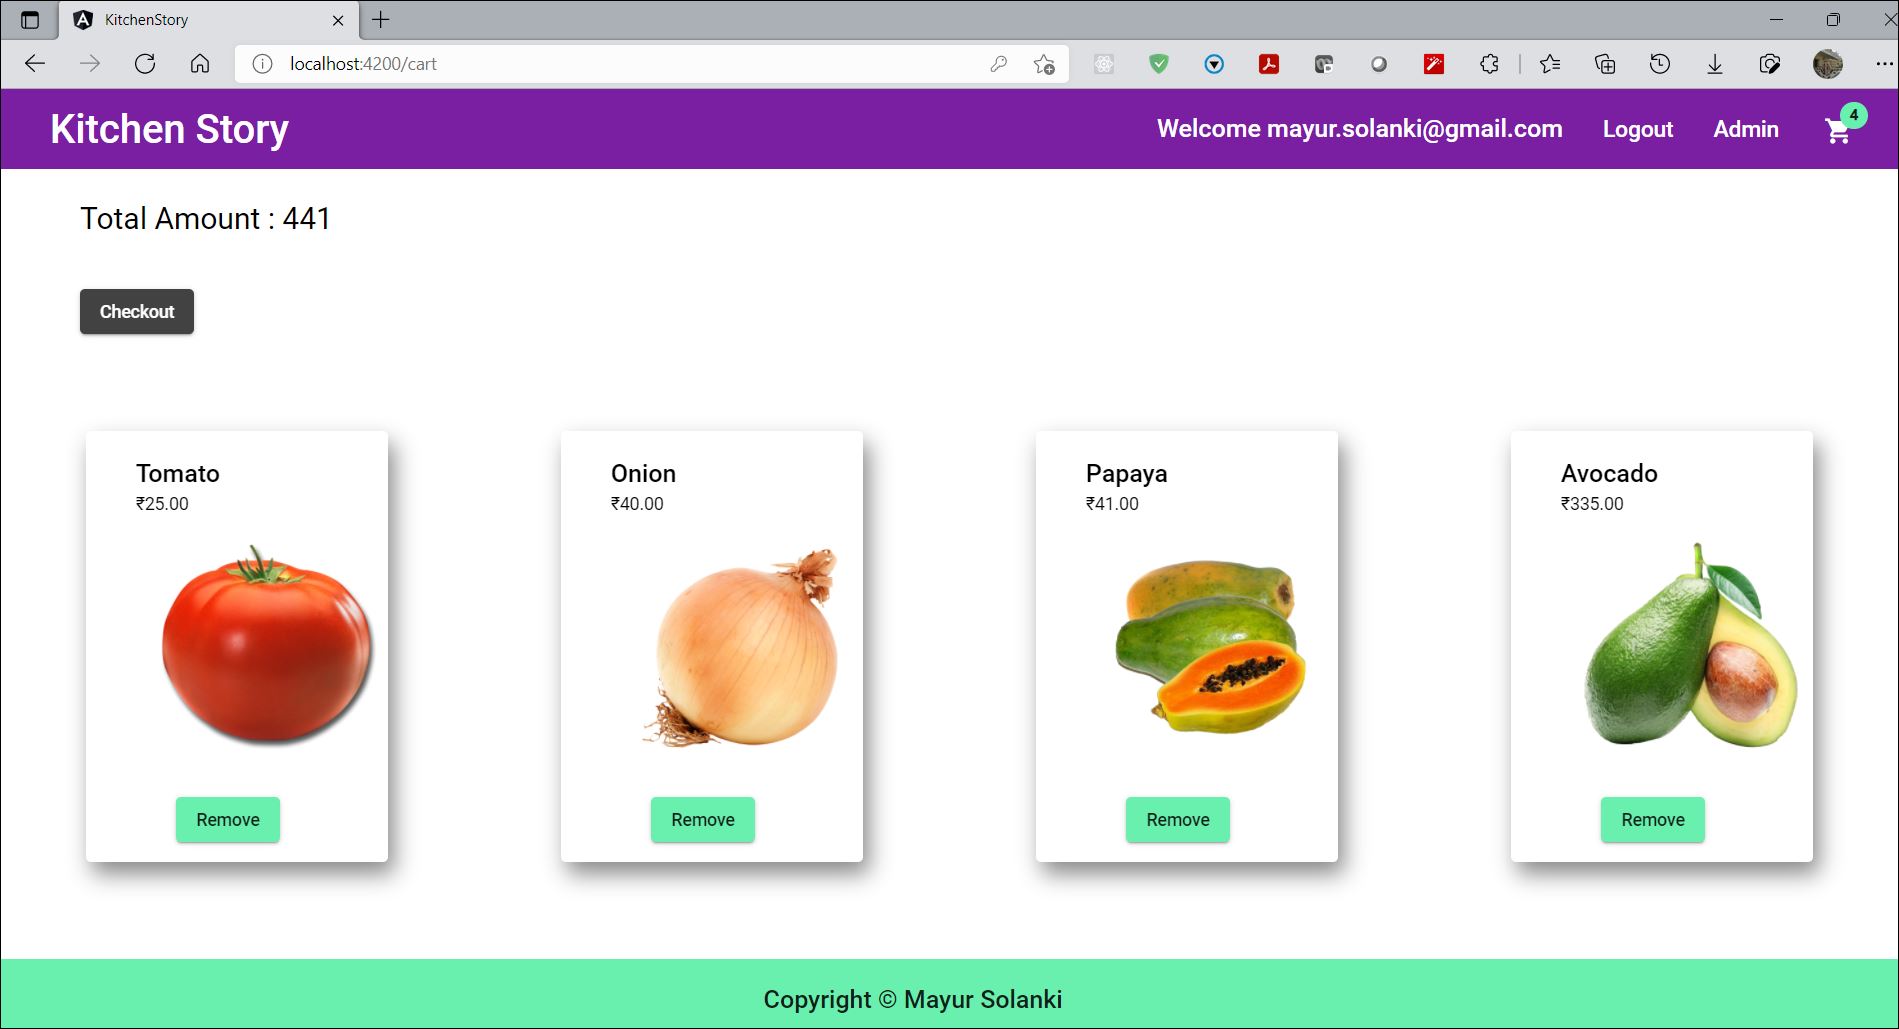 KitchenStory
localhost:4200/cart
Kitchen Story
Welcome mayur.solanki@gmail.com
Logout
Admin
4
Total Amount : 441
Checkout
Tomato
₹25.00
Remove
Onion
₹40.00
Remove
Papaya
₹41.00
Remove
Avocado
₹335.00
Remove
Copyright © Mayur Solanki